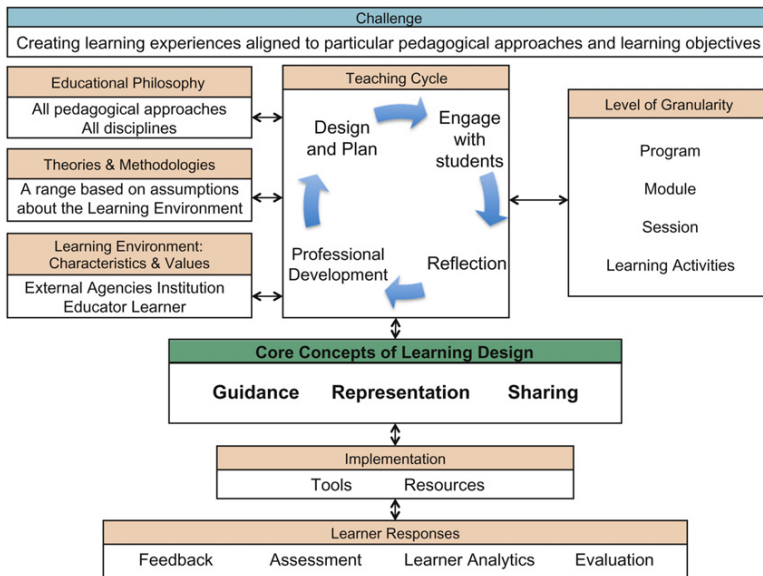 Challenge
Creating learning experiences aligned to particular pedagogical approaches and learning objectives
Educational Philosophy
All pedagogical approaches
All disciplines
Theories & Methodologies
A range based on assumptions
about the Learning Environment
Learning Environment:
Characteristics & Values
External Agencies Institution
Educator Learner
Teaching Cycle
Design
and Plan
Engage
with
students
Reflection
Professional
Development
Level of Granularity
Program
Module
Session
Learning Activities
Core Concepts of Learning Design
Guidance Representation Sharing
Implementation
Tools Resources
Learner Responses
Feedback Assessment Learner Analytics Evaluation